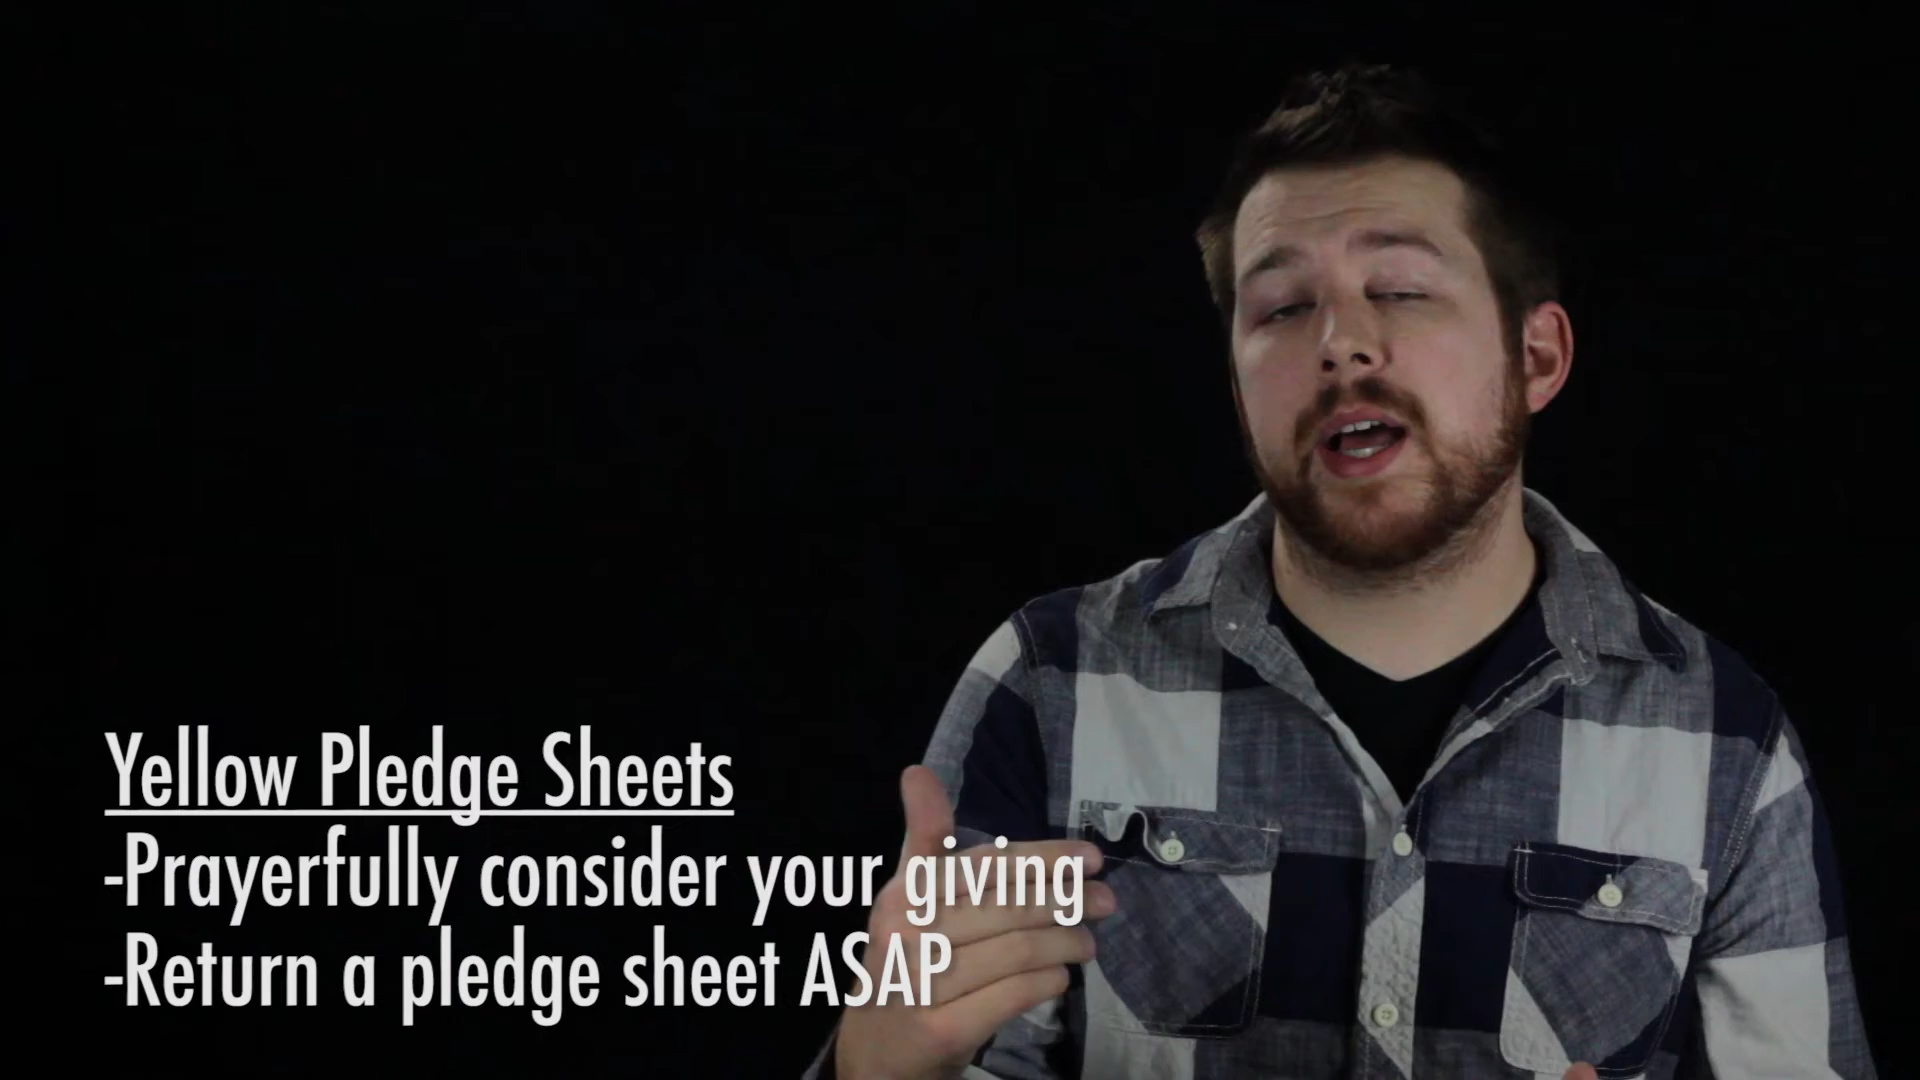 Yellow Pledge Sheets
-Prayerfully consider your giving
-Return a pledge sheet ASAP